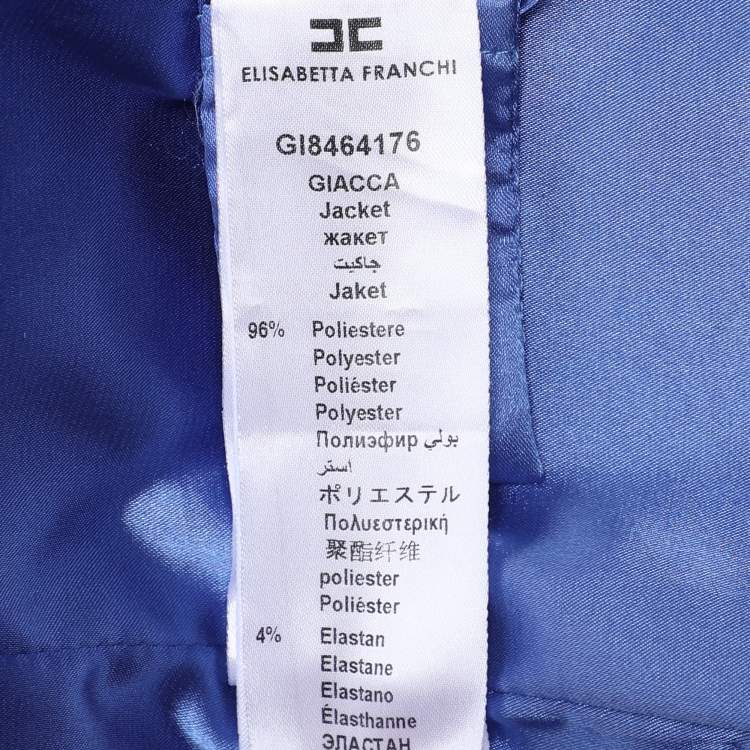 ELISABETTA FRANCHI
GI8464176
GIACCA
Jacket
жакет
جاكيت
Jaket
96% Poliestere
Polyester
Poliéster
Polyester
Полиэфир بولي
استر
ポリエステル
Πολυεστερική
聚酯纤维
poliester
Poliéster
4% Elastan
Elastane
Elastano
Élasthanne
ЭЛАСТАН